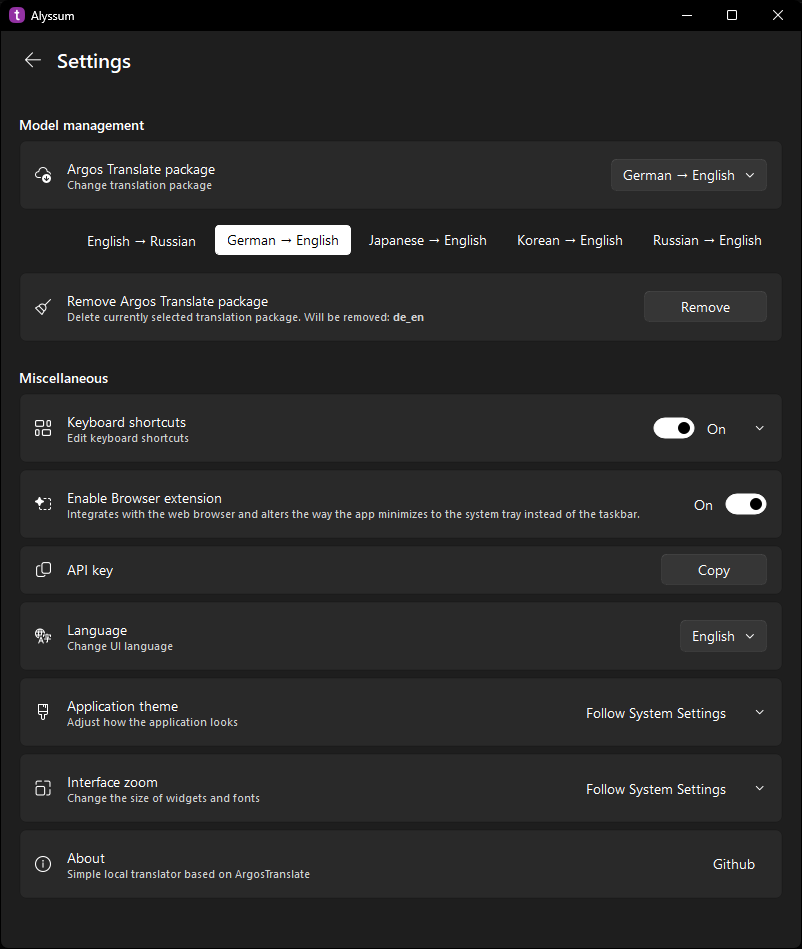 t Alyssum
Settings
Model management
Argos Translate package
Change translation package
German → English
English → Russian
German → English
Japanese → English
Korean → English
Russian → English
Remove Argos Translate package
Delete currently selected translation package. Will be removed: de_en
Remove
Miscellaneous
Keyboard shortcuts
Edit keyboard shortcuts
On
Enable Browser extension
Integrates with the web browser and alters the way the app minimizes to the system tray instead of the taskbar.
On
API key
Copy
Language
Change UI language
English
Application theme
Adjust how the application looks
Follow System Settings
Interface zoom
Change the size of widgets and fonts
Follow System Settings
About
Simple local translator based on ArgosTranslate
Github